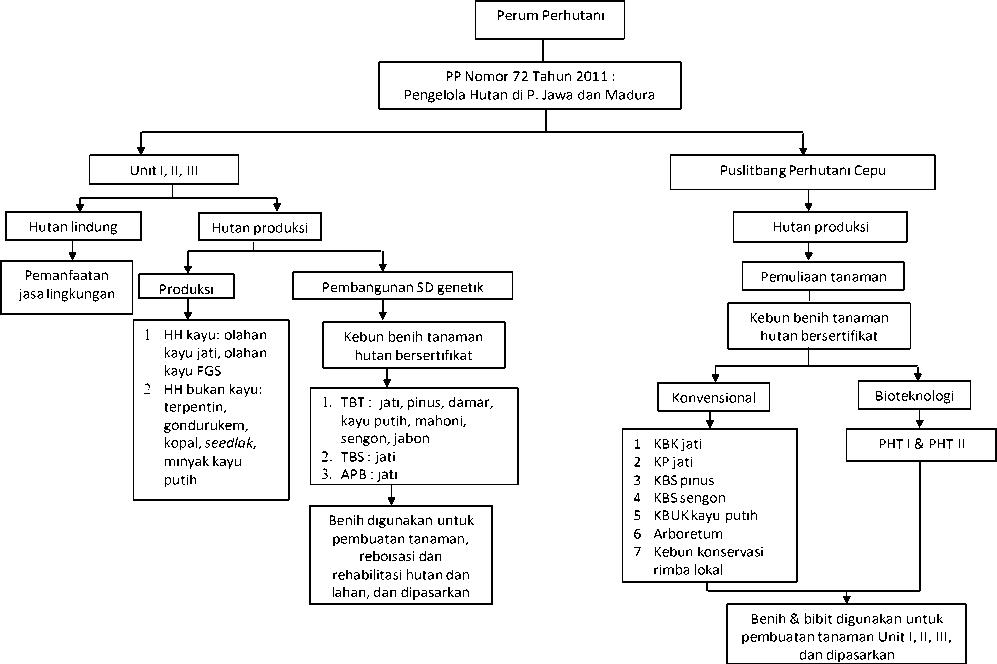 Perum Perhutani
PP Nomor 72 Tahun 2011 :
Pengelola Hutan di P. Jawa dan Madura
Unit I, II, III
Puslitbang Perhutani Cepu
Hutan lindung
Hutan produksi
Hutan produksi
Pemanfaatan
jasa lingkungan
Produksi
Pembangunan SD genetik
Pemuliaan tanaman
1 HH kayu: olahan
kayu jati, olahan
kayu FGS
2 HH bukan kayu:
terpentin,
gondurukem,
kopal, seedlak,
minyak kayu
putih
Kebun benih tanaman
hutan bersertifikat
1. TBT : jati, pinus, damar,
kayu putih, mahoni,
sengon, jabon
2. TBS : jati
3. APB : jati
Benih digunakan untuk
pembuatan tanaman,
reboisasi dan
rehabilitasi hutan dan
lahan, dan dipasarkan
Kebun benih tanaman
hutan bersertifikat
Konvensional
Bioteknologi
1 KBK jati
2 KP jati
3 KBS pinus
4 KBS sengon
5 KBUK kayu putih
6 Arboretum
7 Kebun konservasi
rimba lokal
PHT I & PHT II
Benih & bibit digunakan untuk
pembuatan tanaman Unit I, II, III,
dan dipasarkan